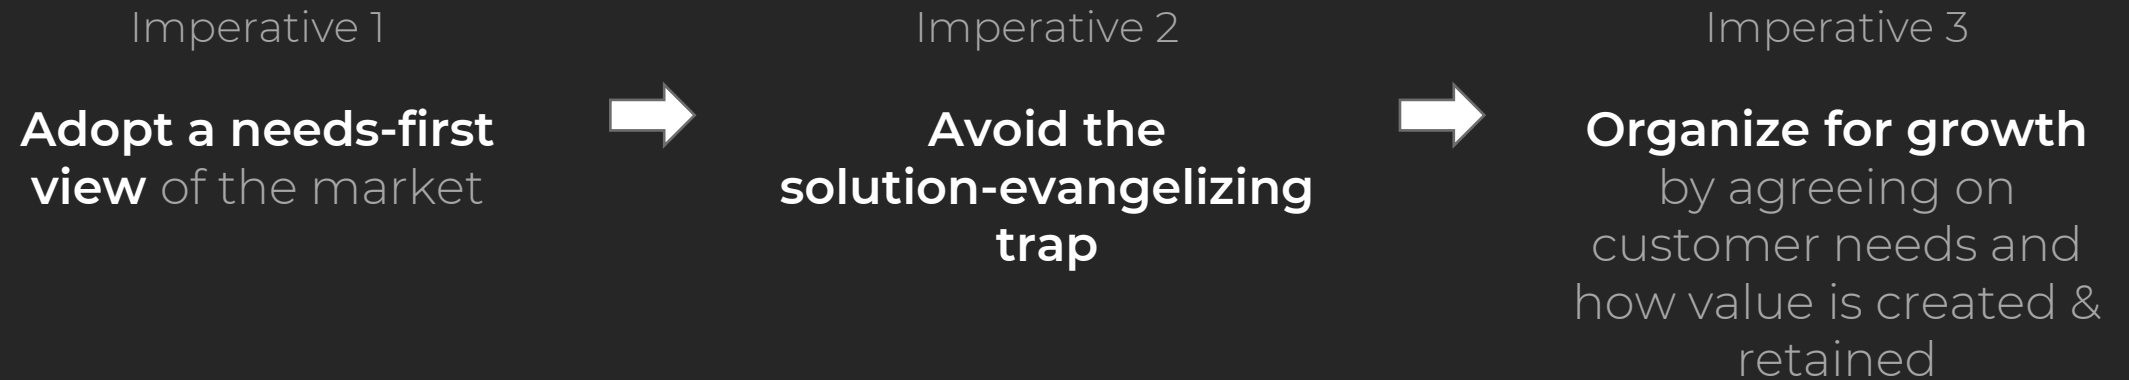 Imperative 1
Adopt a needs-first
view of the market
Imperative 2
Avoid the
solution-evangelizing
trap
Imperative 3
Organize for growth
by agreeing on
customer needs and
how value is created &
retained